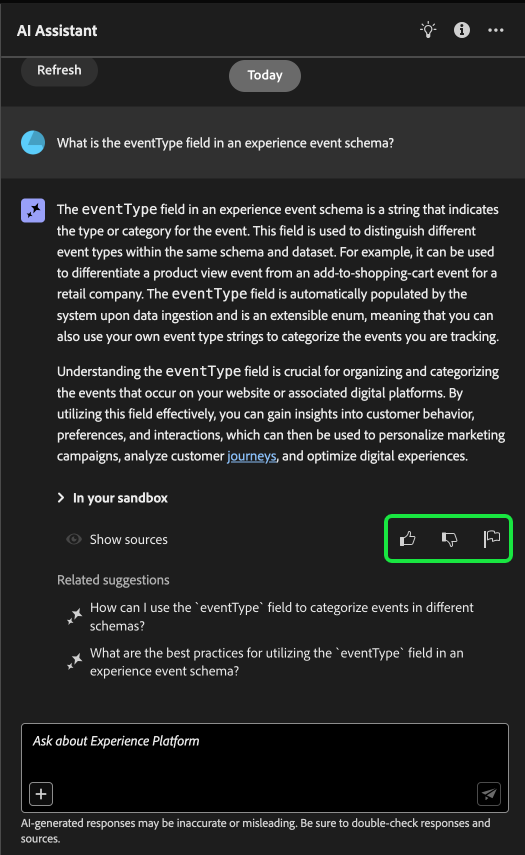 AI Assistant
Refresh
Today
What is the eventType field in an experience event schema?
The eventType field in an experience event schema is a string that indicates
the type or category for the event. This field is used to distinguish different
event types within the same schema and dataset. For example, it can be used
to differentiate a product view event from an add-to-shopping-cart event for a
retail company. The eventType field is automatically populated by the
system upon data ingestion and is an extensible enum, meaning that you can
also use your own event type strings to categorize the events you are tracking.
Understanding the eventType field is crucial for organizing and categorizing
the events that occur on your website or associated digital platforms. By
utilizing this field effectively, you can gain insights into customer behavior,
preferences, and interactions, which can then be used to personalize marketing
campaigns, analyze customer journeys, and optimize digital experiences.
In your sandbox
Show sources
Related suggestions
How can I use the `eventType` field to categorize events in different
schemas?
What are the best practices for utilizing the `eventType` field in an
experience event schema?
Ask about Experience Platform
AI-generated responses may be inaccurate or misleading. Be sure to double-check responses and
sources.